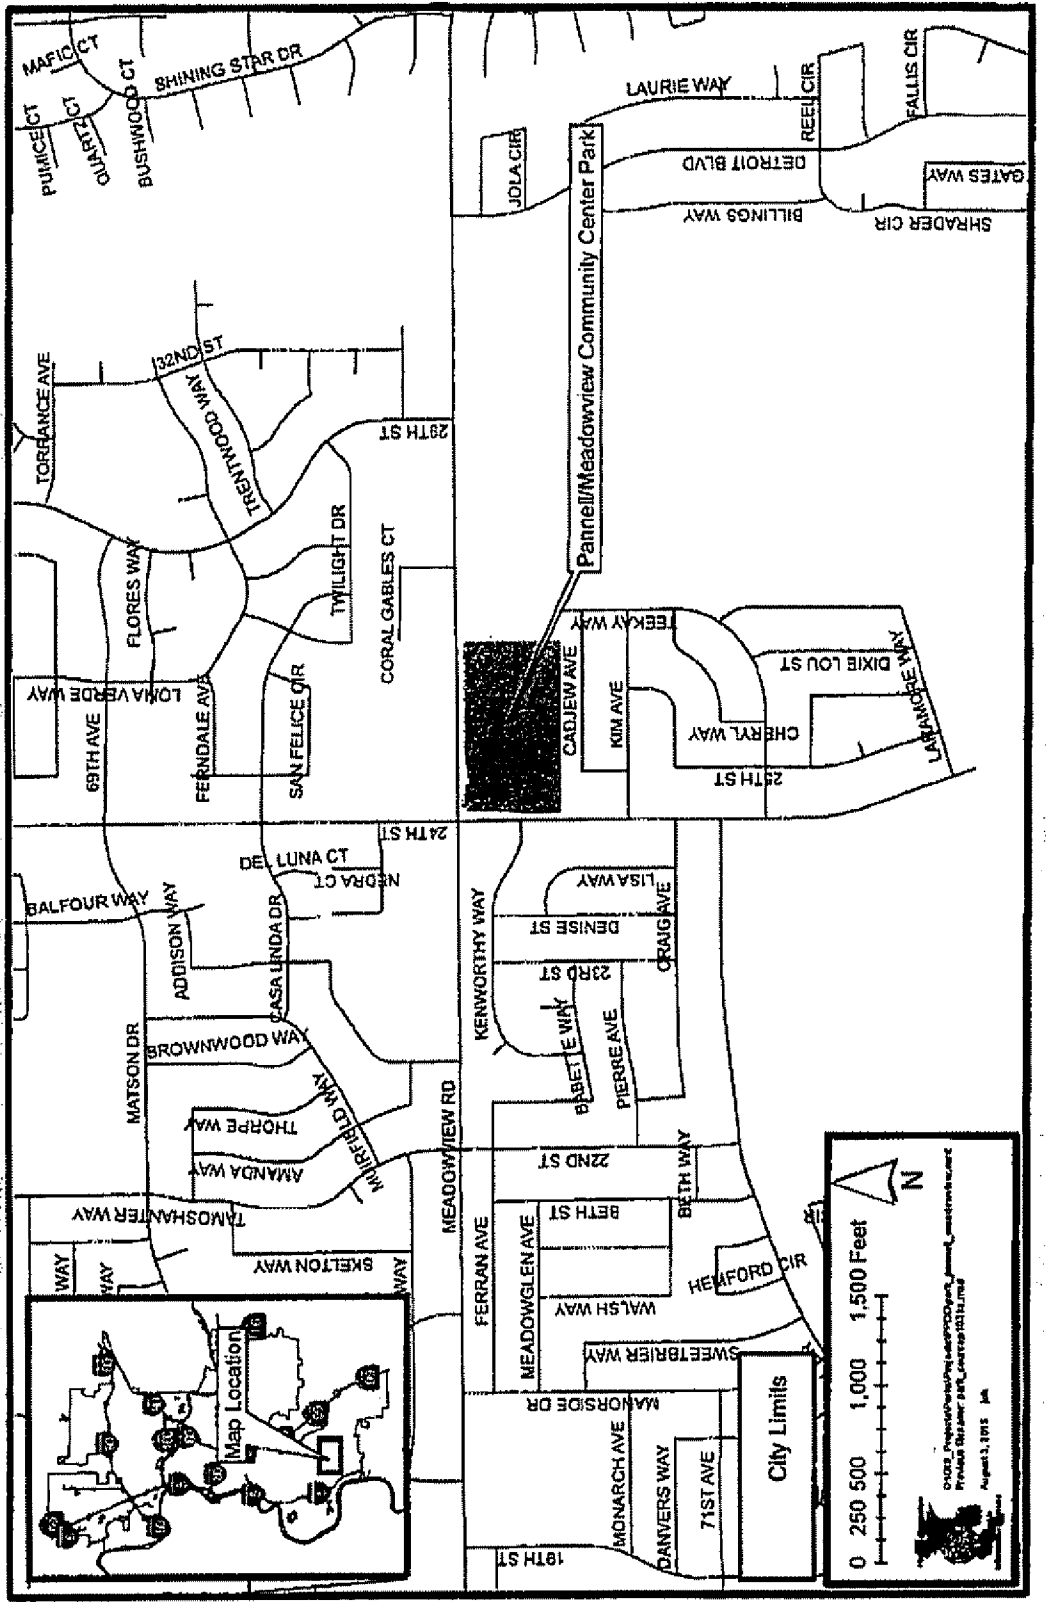 MAFIC CT
PUMICE CT
QUARTZ CT
BUSHWOOD CT
SHINING STAR DR
TORRANCE AVE
32ND ST
TRENTWOOD WAY
29TH ST
FLORES WAY
TWILIGHT DR
CORAL GABLES CT
LOMA VERDE WAY
69TH AVE
FERNDALE AVE
SAN FELICE CIR
24TH ST
DEL LUNA CT
NEDRA CT
BALFOUR WAY
ADDISON WAY
CASA LINDA DR
MATSON DR
BROWNWOOD WAY
THORPE WAY
AMANDA WAY
MUIRFIELD WAY
TAMOSHANTER WAY
SKELTON WAY
WAY
WAY
WAY
MEADOWVIEW RD
LAURIE WAY
REEL CIR
FALLIS CIR
JOLA CIR
DETROIT BLVD
BILLINGS WAY
GATES WAY
SHRADER CIR
Pannell/Meadowview Community Center Park
CADJEW AVE
TEEKAY WAY
KIM AVE
DIXIE LOU ST
LARAMORE WAY
CHERYL WAY
25TH ST
KENWORTHY WAY
LISA WAY
DENISE ST
CRAIG AVE
23RD ST
BABETTE WAY
PIERRE AVE
22ND ST
BETH WAY
BETH ST
FERRAN AVE
MEADOWGLEN AVE
WALSH WAY
HEMFORD CIR
SWEETBRIER WAY
MANORSIDE DR
MONARCH AVE
DANVERS WAY
71ST AVE
19TH ST
Map Location
City Limits
N
0 250 500 1,000 1,500 Feet
August 3, 2015